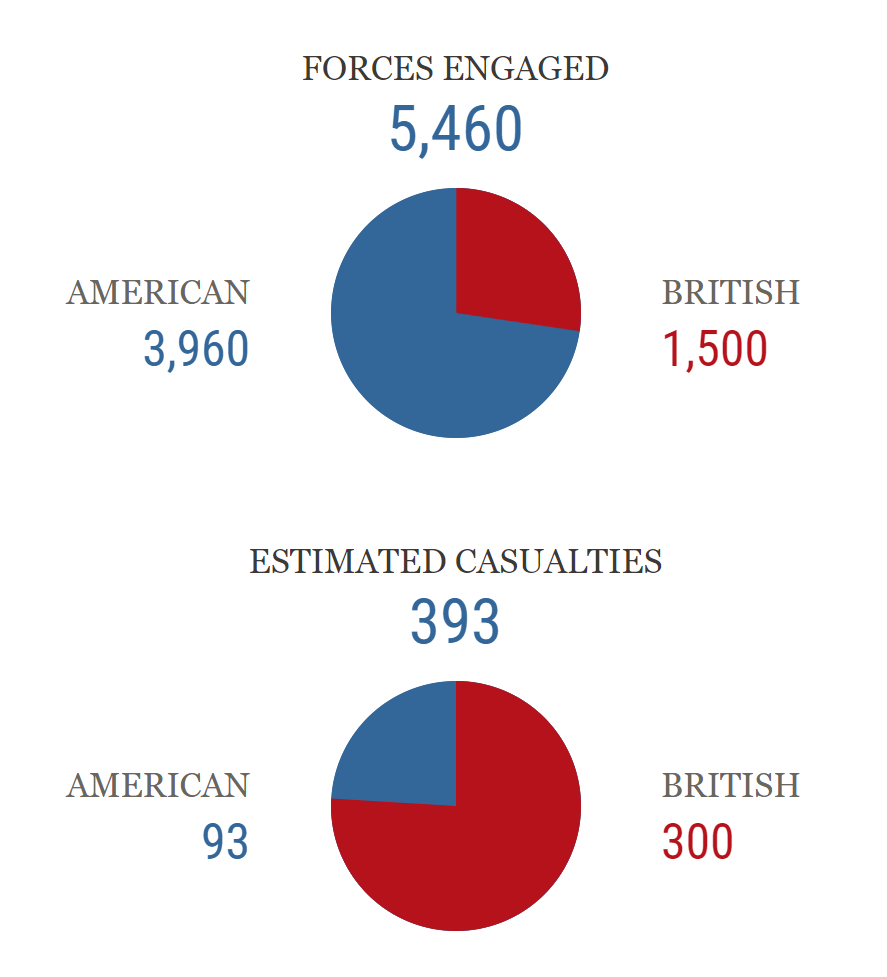 FORCES ENGAGED
5,460
AMERICAN
3,960
BRITISH
1,500
ESTIMATED CASUALTIES
393
AMERICAN
93
BRITISH
300